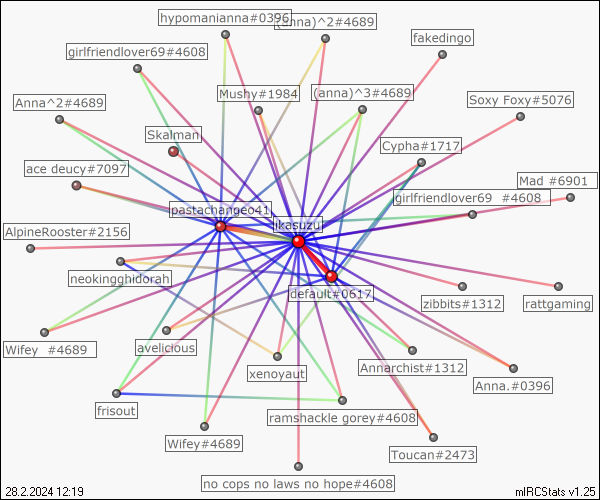 hypomanianna#0396
(anna)^2#4689
girlfriendlover69#4608
fakedingo
Mushy#1984
(anna)^3#4689
Anna^2#4689
Soxy Foxy#5076
Skalman
Cypha#1717
ace deucy#7097
Mad #6901
girlfriendlover69 #4608
pastachangeo41
ikasuzu
AlpineRooster#2156
neokingghidorah
default#0617
zibbits#1312
rattgaming
Wifey #4689
avelicious
xenoyaut
Annarchist#1312
Anna.#0396
frisout
ramshackle gorey#4608
Wifey#4689
Toucan#2473
no cops no laws no hope#4608
28.2.2024 12:19
mIRCStats v1.25